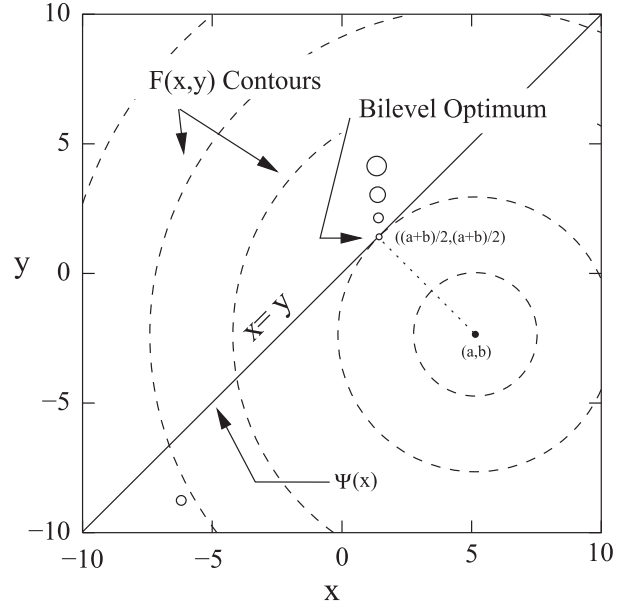 10
F(x,y) Contours
Bilevel Optimum
5
((a+b)/2,(a+b)/2)
y
0
x= y
(a,b)
−5
Ψ(x)
−10
−10
−5
0
5
10
x